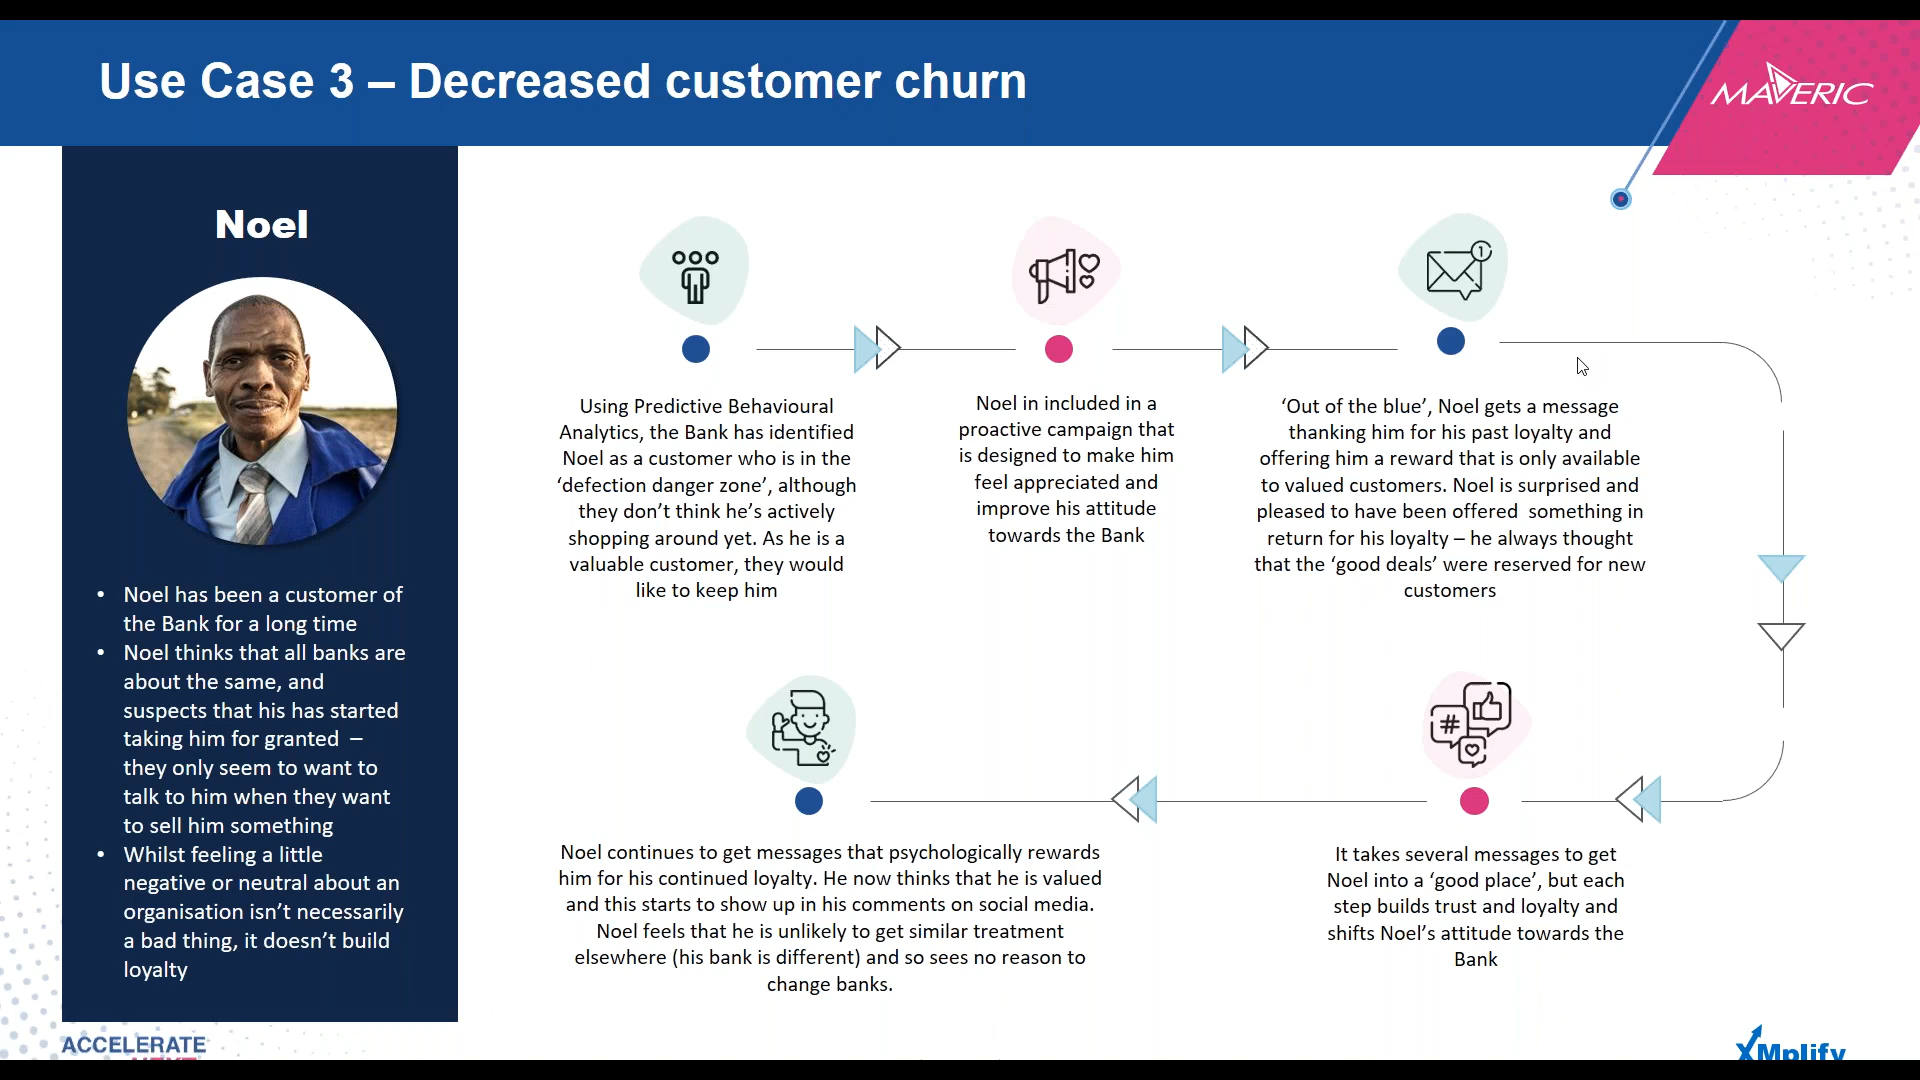 Use Case 3 – Decreased customer churn
MAVERIC
Noel
• Noel has been a customer of
the Bank for a long time
• Noel thinks that all banks are
about the same, and
suspects that his has started
taking him for granted –
they only seem to want to
talk to him when they want
to sell him something
• Whilst feeling a little
negative or neutral about an
organisation isn’t necessarily
a bad thing, it doesn’t build
loyalty
Using Predictive Behavioural
Analytics, the Bank has identified
Noel as a customer who is in the
‘defection danger zone’, although
they don’t think he’s actively
shopping around yet. As he is a
valuable customer, they would
like to keep him
Noel in included in a
proactive campaign that
is designed to make him
feel appreciated and
improve his attitude
towards the Bank
1
‘Out of the blue’, Noel gets a message
thanking him for his past loyalty and
offering him a reward that is only available
to valued customers. Noel is surprised and
pleased to have been offered something in
return for his loyalty – he always thought
that the ‘good deals’ were reserved for new
customers
#
It takes several messages to get
Noel into a ‘good place’, but each
step builds trust and loyalty and
shifts Noel’s attitude towards the
Bank
Noel continues to get messages that psychologically rewards
him for his continued loyalty. He now thinks that he is valued
and this starts to show up in his comments on social media.
Noel feels that he is unlikely to get similar treatment
elsewhere (his bank is different) and so sees no reason to
change banks.
ACCELERATE
NEXT
XMplify